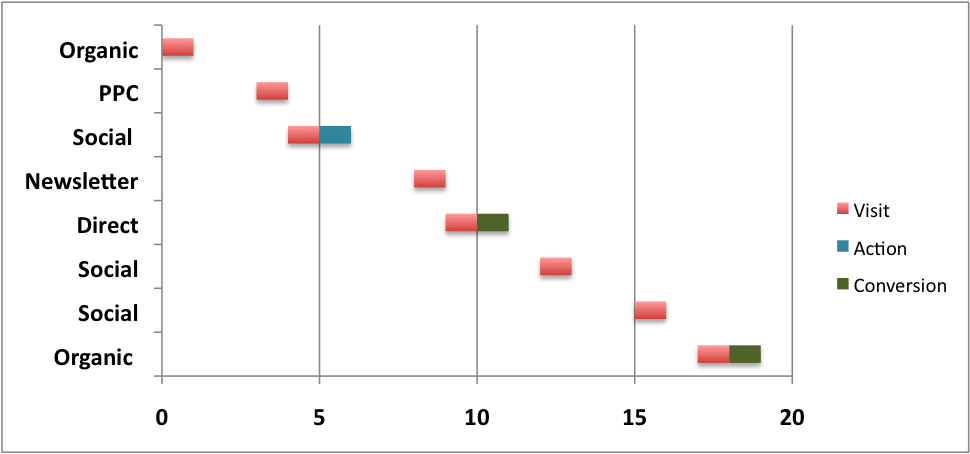 Organic
PPC
Social
Newsletter
Direct
Social
Social
Organic
0 5 10 15 20
Visit
Action
Conversion